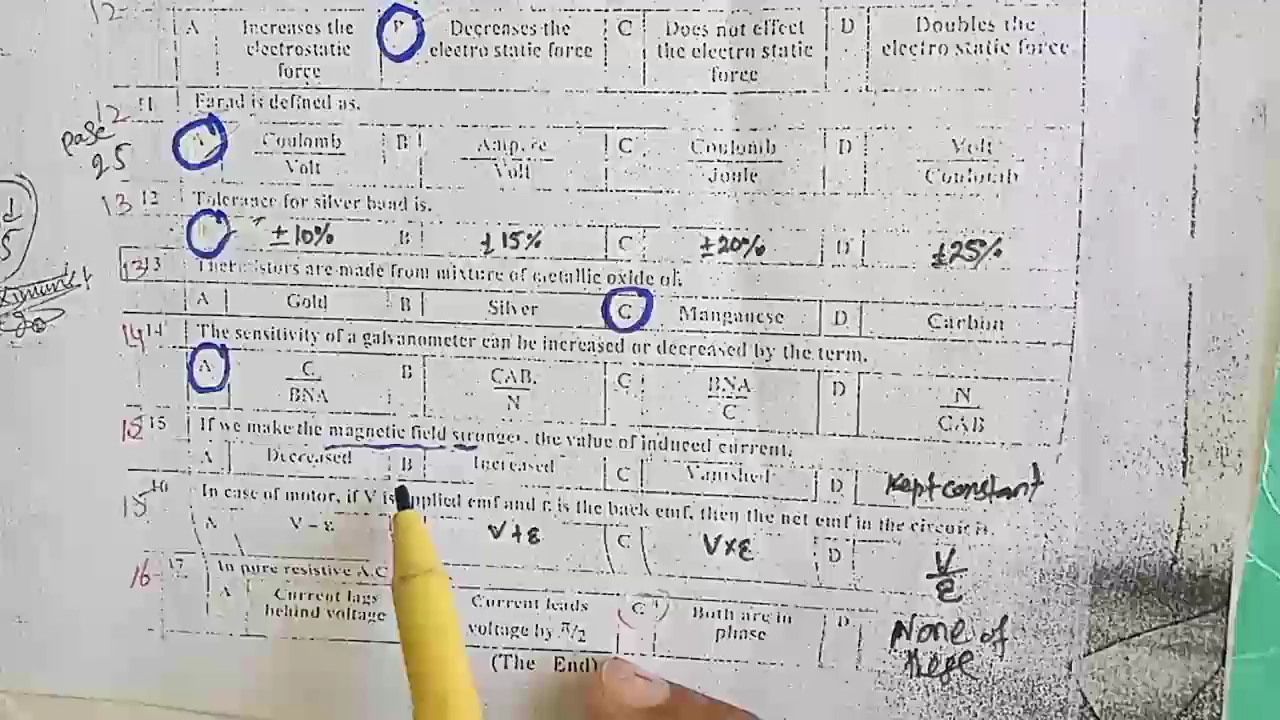 12
A Increases the electrostatic force B Decreases the electro static force C Does not effect the electro static force D Doubles the electro static force
12 11 Farad is defined as.
page 25
A Coulomb/Volt B Ampere/Volt C Coulomb/Joule D Volt/Coulomb
13 12 Tolerance for silver band is.
±10% B ±15% C ±20% D ±25%
13 13 Thermistors are made from mixture of metallic oxide of.
A Gold B Silver C Manganese D Carbon
14 14 The sensitivity of a galvanometer can be increased or decreased by the term.
A C/BNA B CAB/N C BNA/C D N/CAB
15 15 If we make the magnetic field stronger, the value of induced current.
A Decreased B Increased C Vanished D Kept constant
15 16 In case of motor, if V is applied emf and ε is the back emf, then the net emf in the circuit is.
A V-ε V+ε C V×ε D V/ε
16 17 In pure resistive A.C
A Current lags behind voltage Current leads voltage by π/2 C Both are in phase D None of these
(The End)